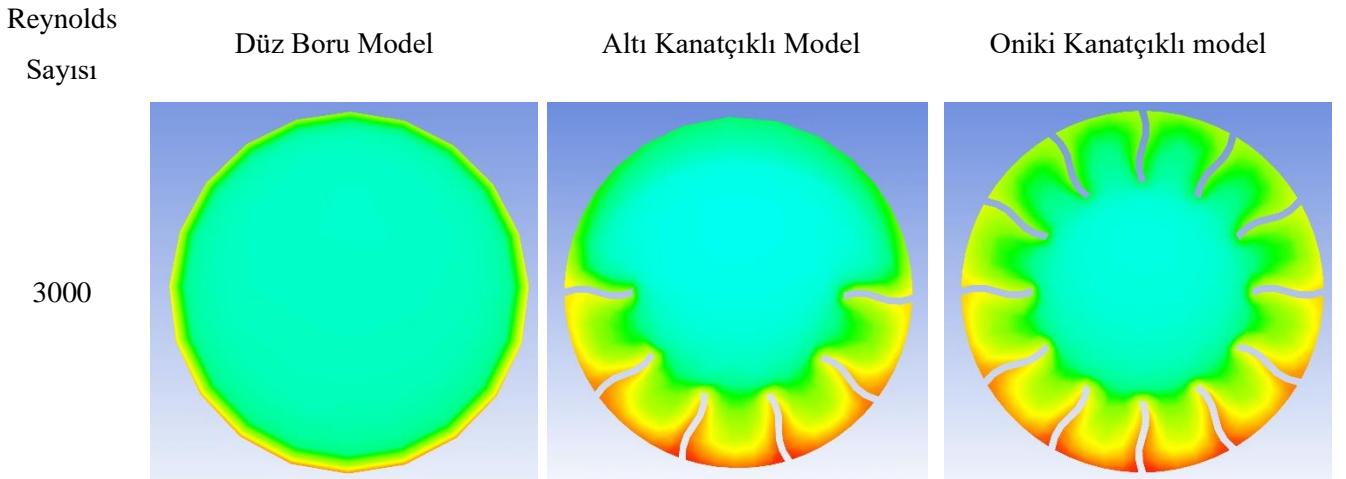 Reynolds
Sayısı
Düz Boru Model
Altı Kanatçıklı Model
Oniki Kanatçıklı model
3000